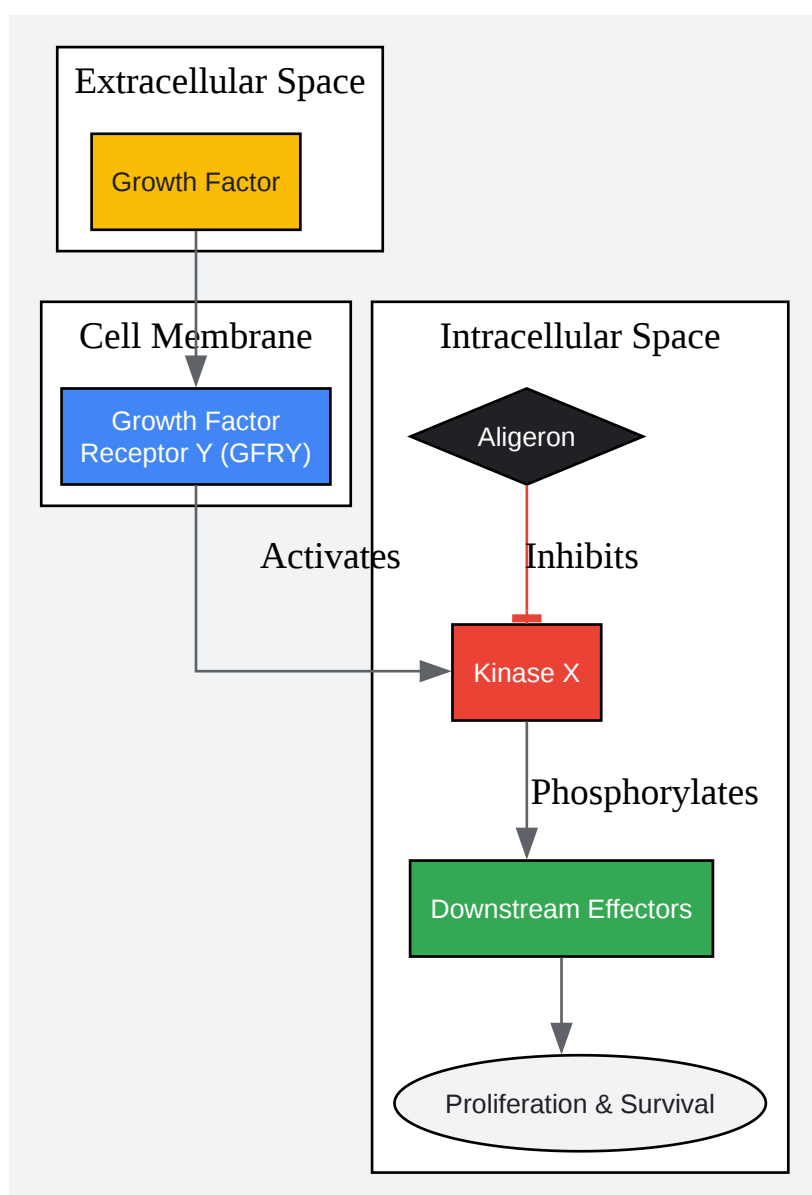 Extracellular Space
Growth Factor
Cell Membrane
Growth Factor
Receptor Y (GFRY)
Intracellular Space
Aligeron
Activates
Inhibits
Kinase X
Phosphorylates
Downstream Effectors
Proliferation & Survival